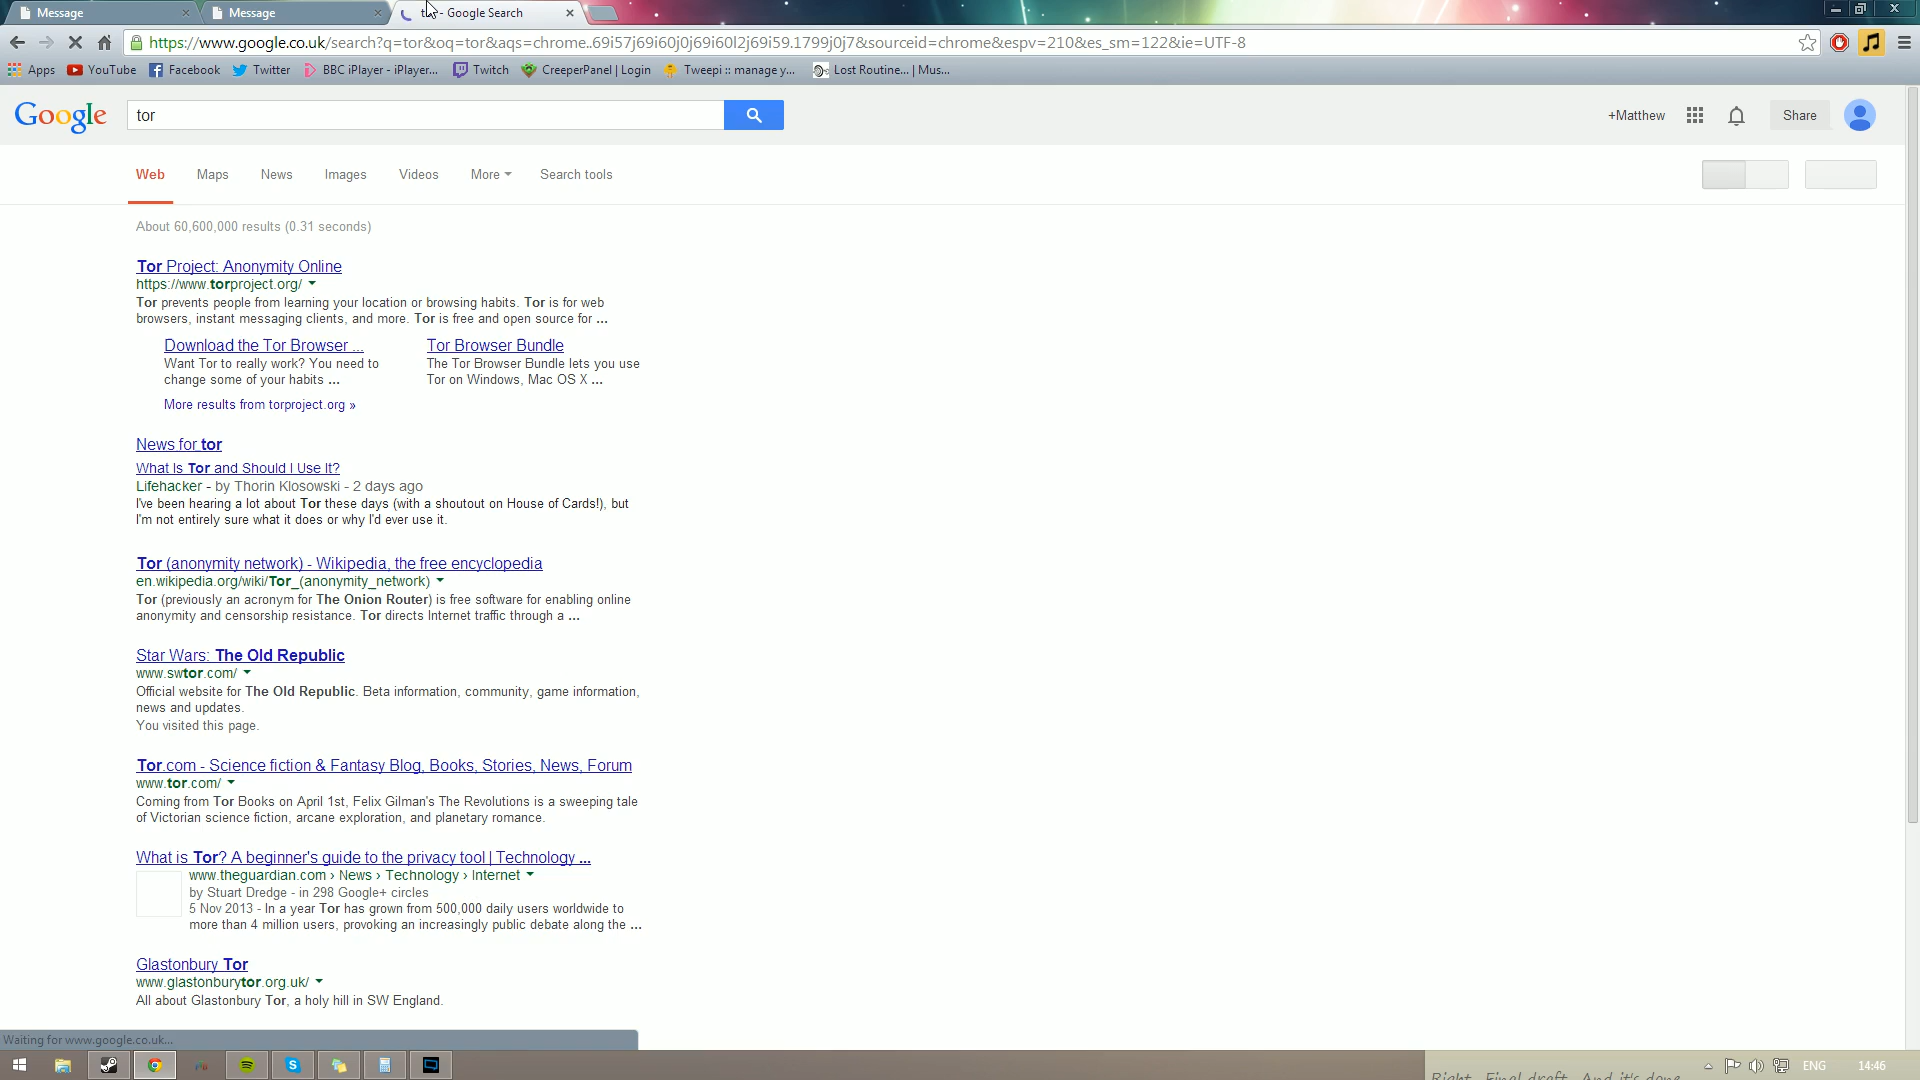 Message
Message
- Google Search
https://www.google.co.uk/search?q=tor&oq=tor&aqs=chrome..69i57j69i60j0j69i60l2j69i59.1799j0j7&sourceid=chrome&espv=210&es_sm=122&ie=UTF-8
Apps YouTube Facebook Twitter BBC iPlayer - iPlayer... Twitch CreeperPanel | Login Tweepi :: manage y... Lost Routine... | Mus...
Google
tor
+Matthew
Share
Web Maps News Images Videos More Search tools
About 60,600,000 results (0.31 seconds)
Tor Project: Anonymity Online
https://www.torproject.org/
Tor prevents people from learning your location or browsing habits. Tor is for web
browsers, instant messaging clients, and more. Tor is free and open source for ...
Download the Tor Browser ...
Want Tor to really work? You need to
change some of your habits ...
Tor Browser Bundle
The Tor Browser Bundle lets you use
Tor on Windows, Mac OS X ...
More results from torproject.org »
News for tor
What Is Tor and Should I Use It?
Lifehacker - by Thorin Klosowski - 2 days ago
I've been hearing a lot about Tor these days (with a shoutout on House of Cards!), but
I'm not entirely sure what it does or why I'd ever use it.
Tor (anonymity network) - Wikipedia, the free encyclopedia
en.wikipedia.org/wiki/Tor_(anonymity_network)
Tor (previously an acronym for The Onion Router) is free software for enabling online
anonymity and censorship resistance. Tor directs Internet traffic through a ...
Star Wars: The Old Republic
www.swtor.com/
Official website for The Old Republic. Beta information, community, game information,
news and updates.
You visited this page.
Tor.com - Science fiction & Fantasy Blog, Books, Stories, News, Forum
www.tor.com/
Coming from Tor Books on April 1st, Felix Gilman's The Revolutions is a sweeping tale
of Victorian science fiction, arcane exploration, and planetary romance.
What is Tor? A beginner's guide to the privacy tool | Technology ...
www.theguardian.com › News › Technology › Internet
by Stuart Dredge - in 298 Google+ circles
5 Nov 2013 - In a year Tor has grown from 500,000 daily users worldwide to
more than 4 million users, provoking an increasingly public debate along the ...
Glastonbury Tor
www.glastonburytor.org.uk/
All about Glastonbury Tor, a holy hill in SW England.
Waiting for www.google.co.uk...
ENG 14:46
Right. Final draft. And it's done